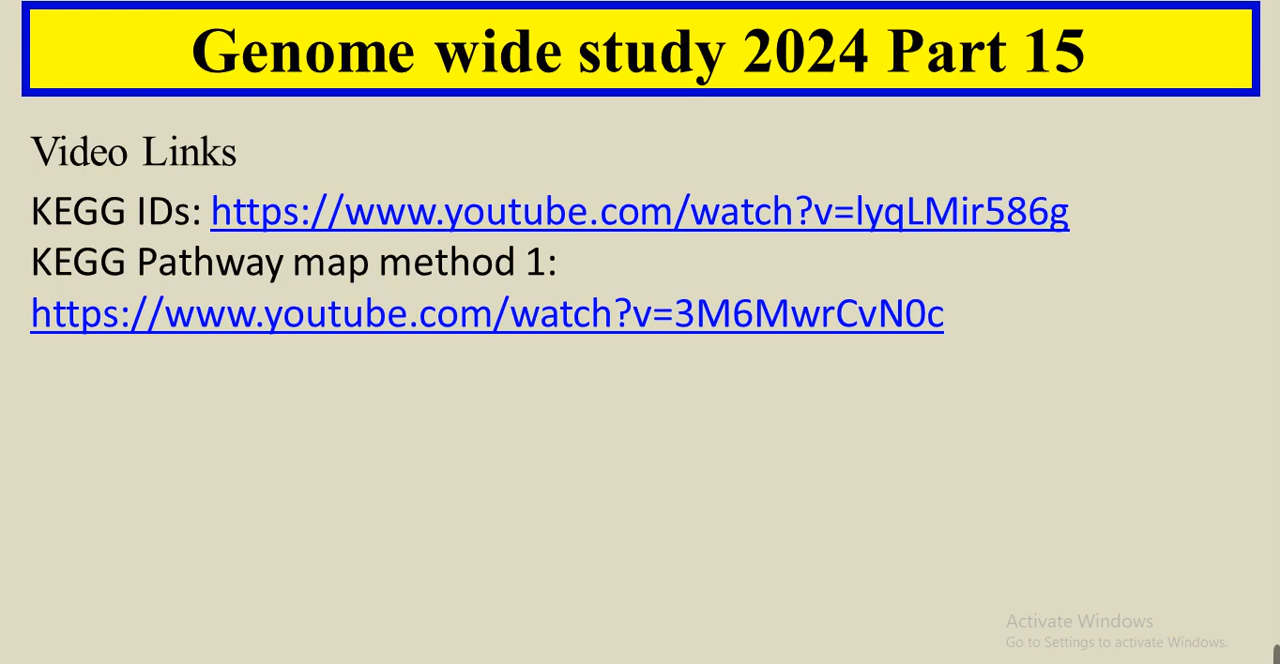 Genome wide study 2024 Part 15
Video Links
KEGG IDs: https://www.youtube.com/watch?v=lyqLMir586g
KEGG Pathway map method 1:
https://www.youtube.com/watch?v=3M6MwrCvN0c
Activate Windows
Go to Settings to activate Windows.